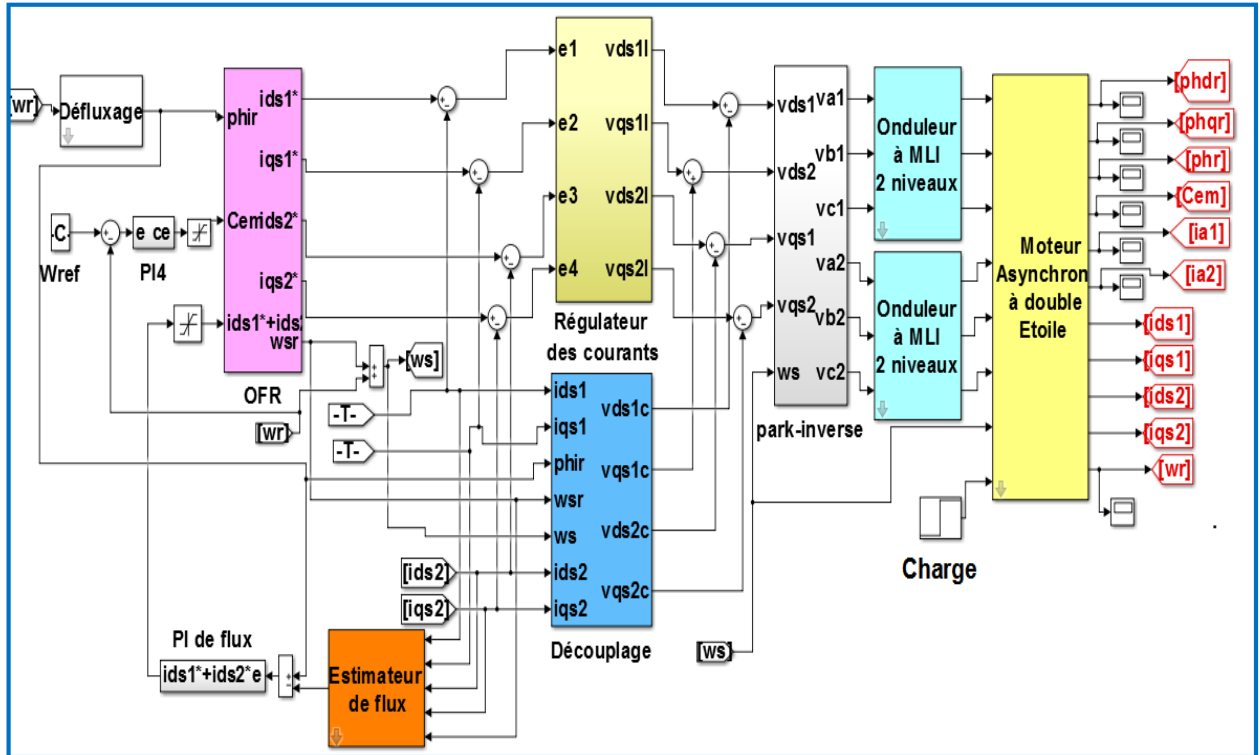 [wr]
Défluxage
phir
ids1*
iqs1*
Cem
ids2*
iqs2*
ids1*+ids2
wsr
OFR
C
Wref
e ce
PI4
[wr]
[ws]
-T-
-T-
e1
e2
e3
e4
vds1l
vqs1l
vds2l
vqs2l
Régulateur
des courants
ids1
iqs1
phir
wsr
ws
ids2
iqs2
vds1c
vqs1c
vds2c
vqs2c
Découplage
[ids2]
[iqs2]
PI de flux
ids1*+ids2*e
Estimateur
de flux
vds1
vds2
vqs1
vqs2
ws
va1
vb1
vc1
va2
vb2
vc2
park-inverse
[ws]
Onduleur
à MLI
2 niveaux
Onduleur
à MLI
2 niveaux
Moteur
Asynchron
à double
Etoile
Charge
[phdr]
[phqr]
[phr]
[Cem]
[ia1]
[ia2]
[ids1]
[iqs1]
[ids2]
[iqs2]
[wr]